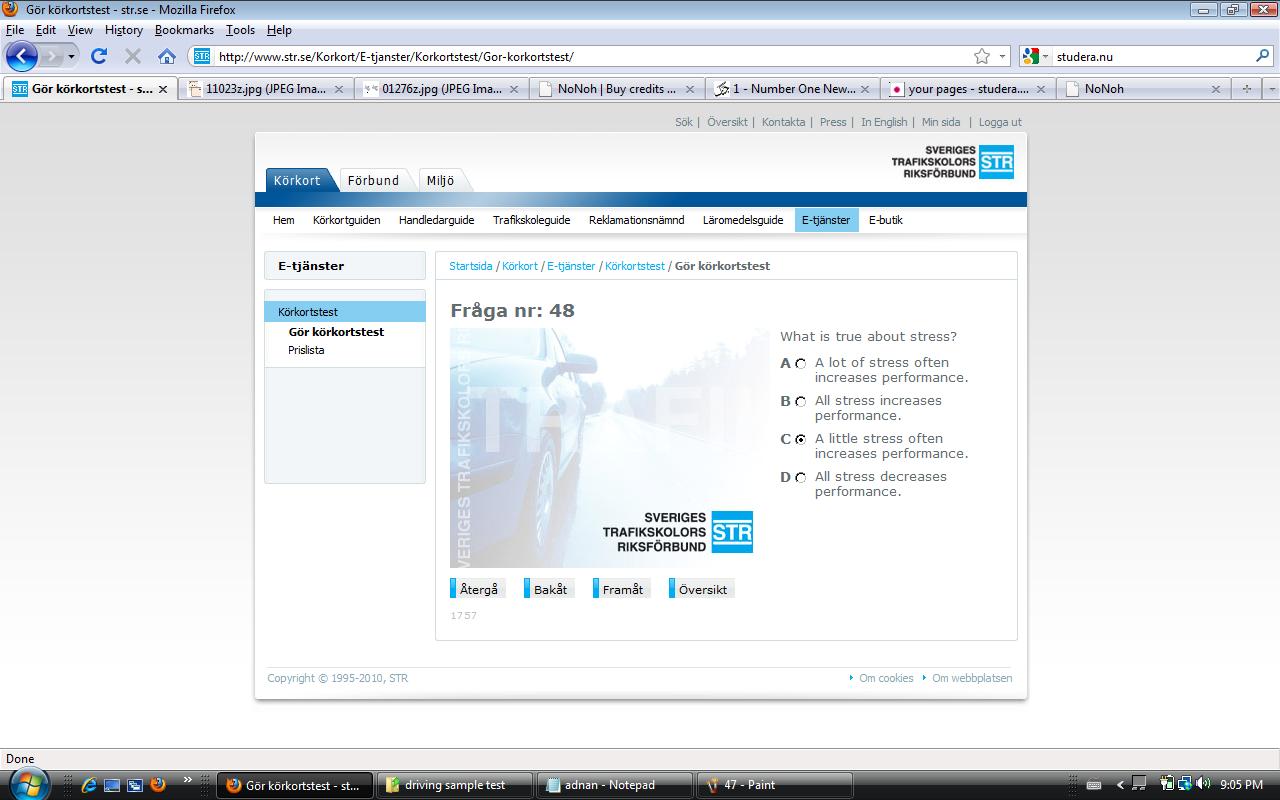 Gör körkortstest - str.se - Mozilla Firefox
File Edit View History Bookmarks Tools Help
STR http://www.str.se/Korkort/E-tjanster/Korkortstest/Gor-korkortstest/ studera.nu
STR Gör körkortstest - s... 11023z.jpg (JPEG Ima... 01276z.jpg (JPEG Ima... NoNoh | Buy credits ... 1 - Number One New... your pages - studera.... NoNoh
Sök | Översikt | Kontakta | Press | In English | Min sida | Logga ut
SVERIGES
TRAFIKSKOLORS STR
RIKSFÖRBUND
Körkort Förbund Miljö
Hem Körkortguiden Handledarguide Trafikskoleguide Reklamationsnämnd Läromedelsguide E-tjänster E-butik
E-tjänster
Körkortstest
Gör körkortstest
Prislista
Startsida / Körkort / E-tjänster / Körkortstest / Gör körkortstest
Fråga nr: 48
SVERIGES
TRAFIKSKOLORS STR
RIKSFÖRBUND
What is true about stress?
A A lot of stress often
increases performance.
B All stress increases
performance.
C A little stress often
increases performance.
D All stress decreases
performance.
Återgå Bakåt Framåt Översikt
1757
Copyright © 1995-2010, STR Om cookies Om webbplatsen
Done
Gör körkortstest - st... driving sample test adnan - Notepad 47 - Paint 9:05 PM